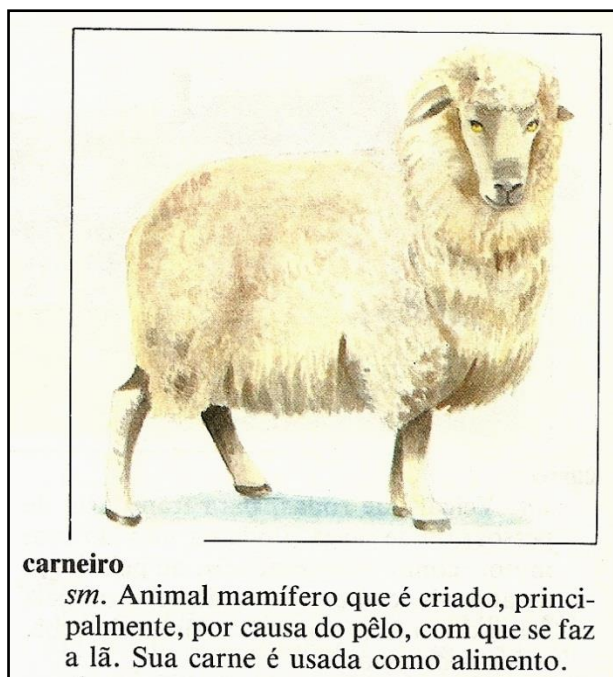 carneiro
sm. Animal mamífero que é criado, princi-
palmente, por causa do pêlo, com que se faz
a lã. Sua carne é usada como alimento.